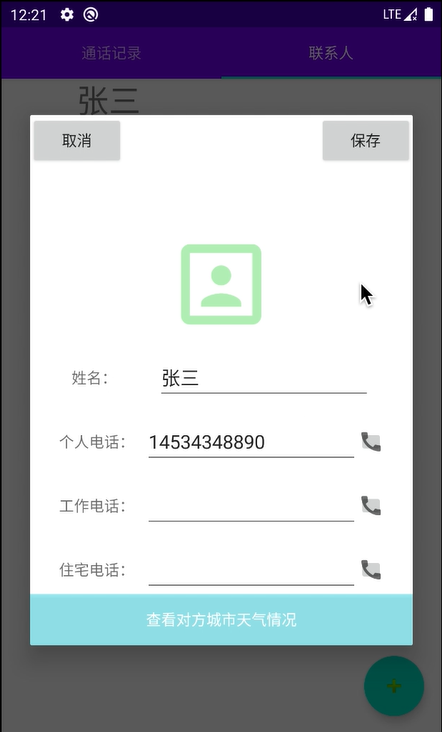 12:21 LTE
通话记录 联系人
张三
取消 保存
姓名: 张三
个人电话: 14534348890
工作电话:
住宅电话:
查看对方城市天气情况
+